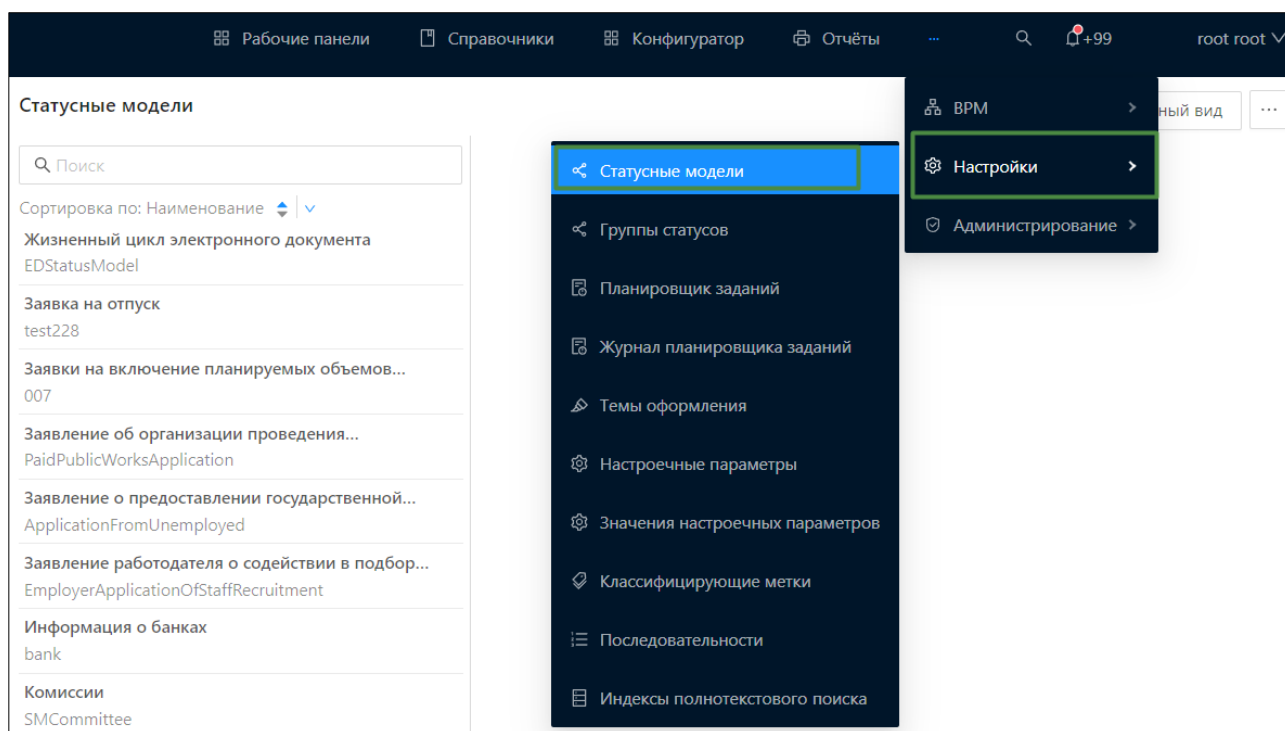 Рабочие панели Справочники Конфигуратор Отчёты ... +99 root root
Статусные модели
ный вид ...
Поиск
Сортировка по: Наименование
Жизненный цикл электронного документа
EDStatusModel
Заявка на отпуск
test228
Заявки на включение планируемых объемов...
007
Заявление об организации проведения...
PaidPublicWorksApplication
Заявление о предоставлении государственной...
ApplicationFromUnemployed
Заявление работодателя о содействии в подбор...
EmployerApplicationOfStaffRecruitment
Информация о банках
bank
Комиссии
SMCommittee
Статусные модели
Группы статусов
Планировщик заданий
Журнал планировщика заданий
Темы оформления
Настроечные параметры
Значения настроечных параметров
Классифицирующие метки
Последовательности
Индексы полнотекстового поиска
BPM
Настройки
Администрирование